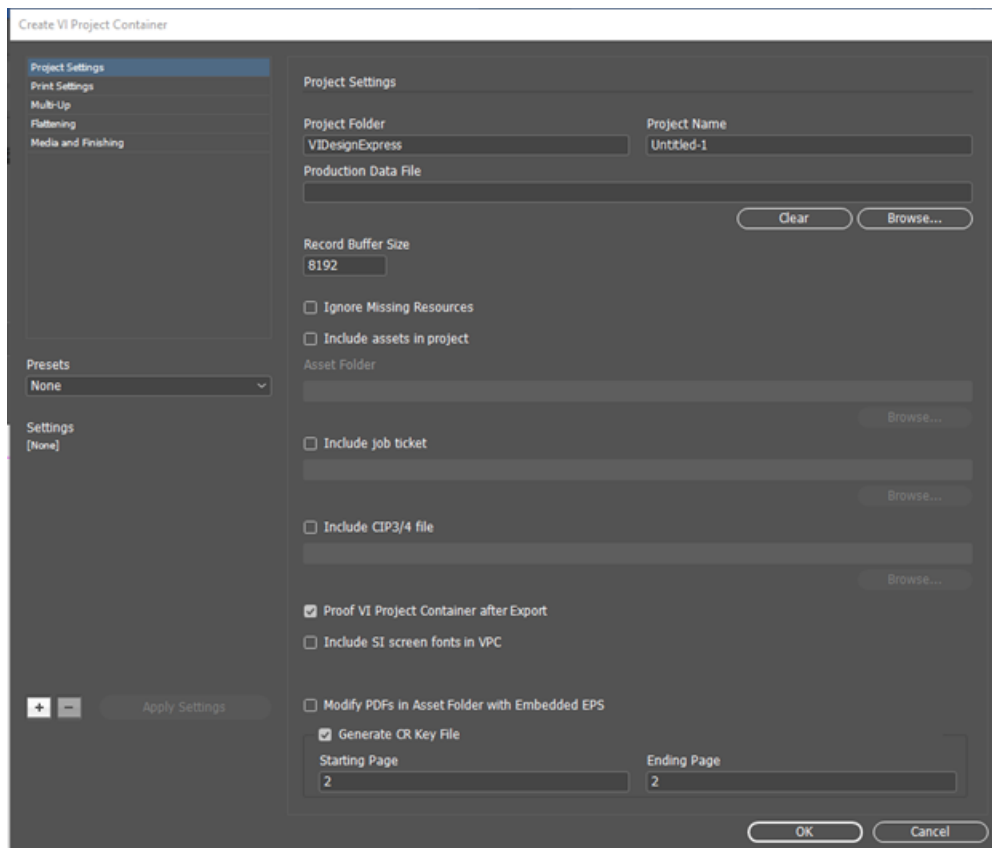 Create VI Project Container
Project Settings
Print Settings
Multi-Up
Flattening
Media and Finishing
Presets
None
Settings
[None]
+
−
Apply Settings
Project Settings
Project Folder
Project Name
VIDesignExpress
Untitled-1
Production Data File
Clear
Browse...
Record Buffer Size
8192
Ignore Missing Resources
Include assets in project
Asset Folder
Browse...
Include job ticket
Browse...
Include CIP3/4 file
Browse...
Proof VI Project Container after Export
Include SI screen fonts in VPC
Modify PDFs in Asset Folder with Embedded EPS
Generate CR Key File
Starting Page
Ending Page
2
2
OK
Cancel